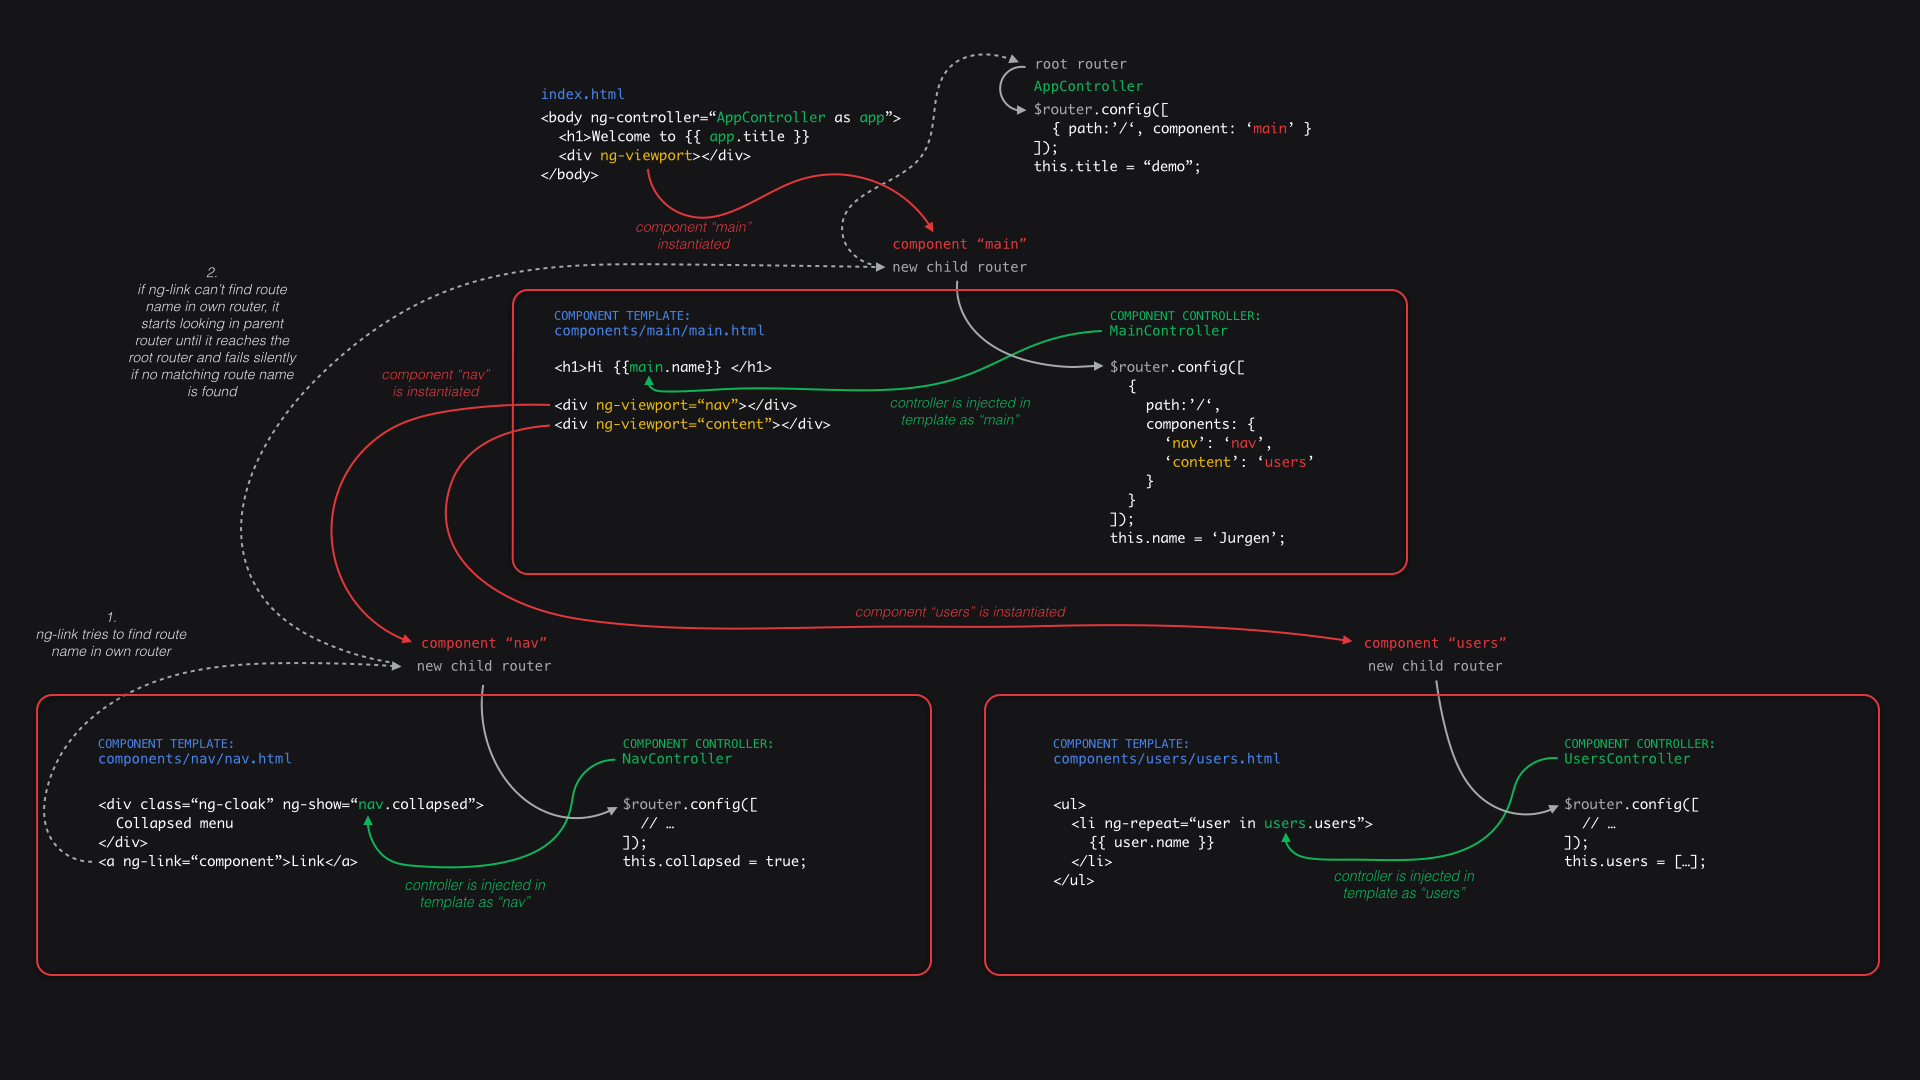 root router
AppController
$router.config([
{ path:’/‘, component: ‘main’ }
]);
this.title = “demo”;
index.html
<body ng-controller=“AppController as app”>
<h1>Welcome to {{ app.title }}
<div ng-viewport></div>
</body>
component “main”
instantiated
component “main”
new child router
2.
if ng-link can’t find route
name in own router, it
starts looking in parent
router until it reaches the
root router and fails silently
if no matching route name
is found
COMPONENT TEMPLATE:
components/main/main.html
<h1>Hi {{main.name}} </h1>
<div ng-viewport=“nav”></div>
<div ng-viewport=“content”></div>
COMPONENT CONTROLLER:
MainController
$router.config([
{
path:’/‘,
components: {
‘nav’: ‘nav’,
‘content’: ‘users’
}
}
]);
this.name = ‘Jurgen’;
controller is injected in
template as “main”
component “nav”
is instantiated
component “users” is instantiated
1.
ng-link tries to find route
name in own router
component “nav”
new child router
component “users”
new child router
COMPONENT TEMPLATE:
components/nav/nav.html
<div class=“ng-cloak” ng-show=“nav.collapsed”>
Collapsed menu
</div>
<a ng-link=“component”>Link</a>
COMPONENT CONTROLLER:
NavController
$router.config([
// …
]);
this.collapsed = true;
controller is injected in
template as “nav”
COMPONENT TEMPLATE:
components/users/users.html
<ul>
<li ng-repeat=“user in users.users”>
{{ user.name }}
</li>
</ul>
COMPONENT CONTROLLER:
UsersController
$router.config([
// …
]);
this.users = […];
controller is injected in
template as “users”